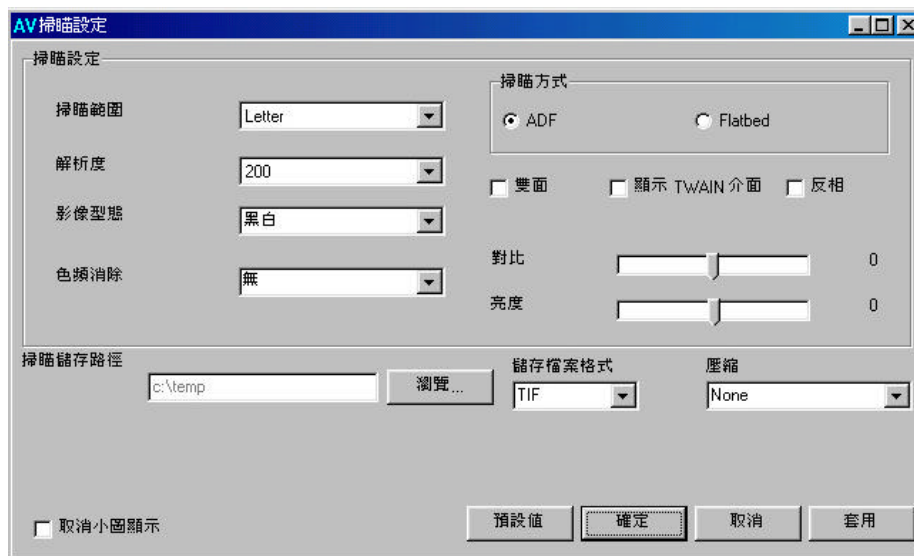 AV掃瞄設定
掃瞄設定
掃瞄範圍
Letter
解析度
200
影像型態
黑白
色頻消除
無
掃瞄方式
ADF
Flatbed
雙面
顯示 TWAIN 介面
反相
對比
0
亮度
0
掃瞄儲存路徑
c:\temp
瀏覽...
儲存檔案格式
TIF
壓縮
None
取消小圖顯示
預設值
確定
取消
套用